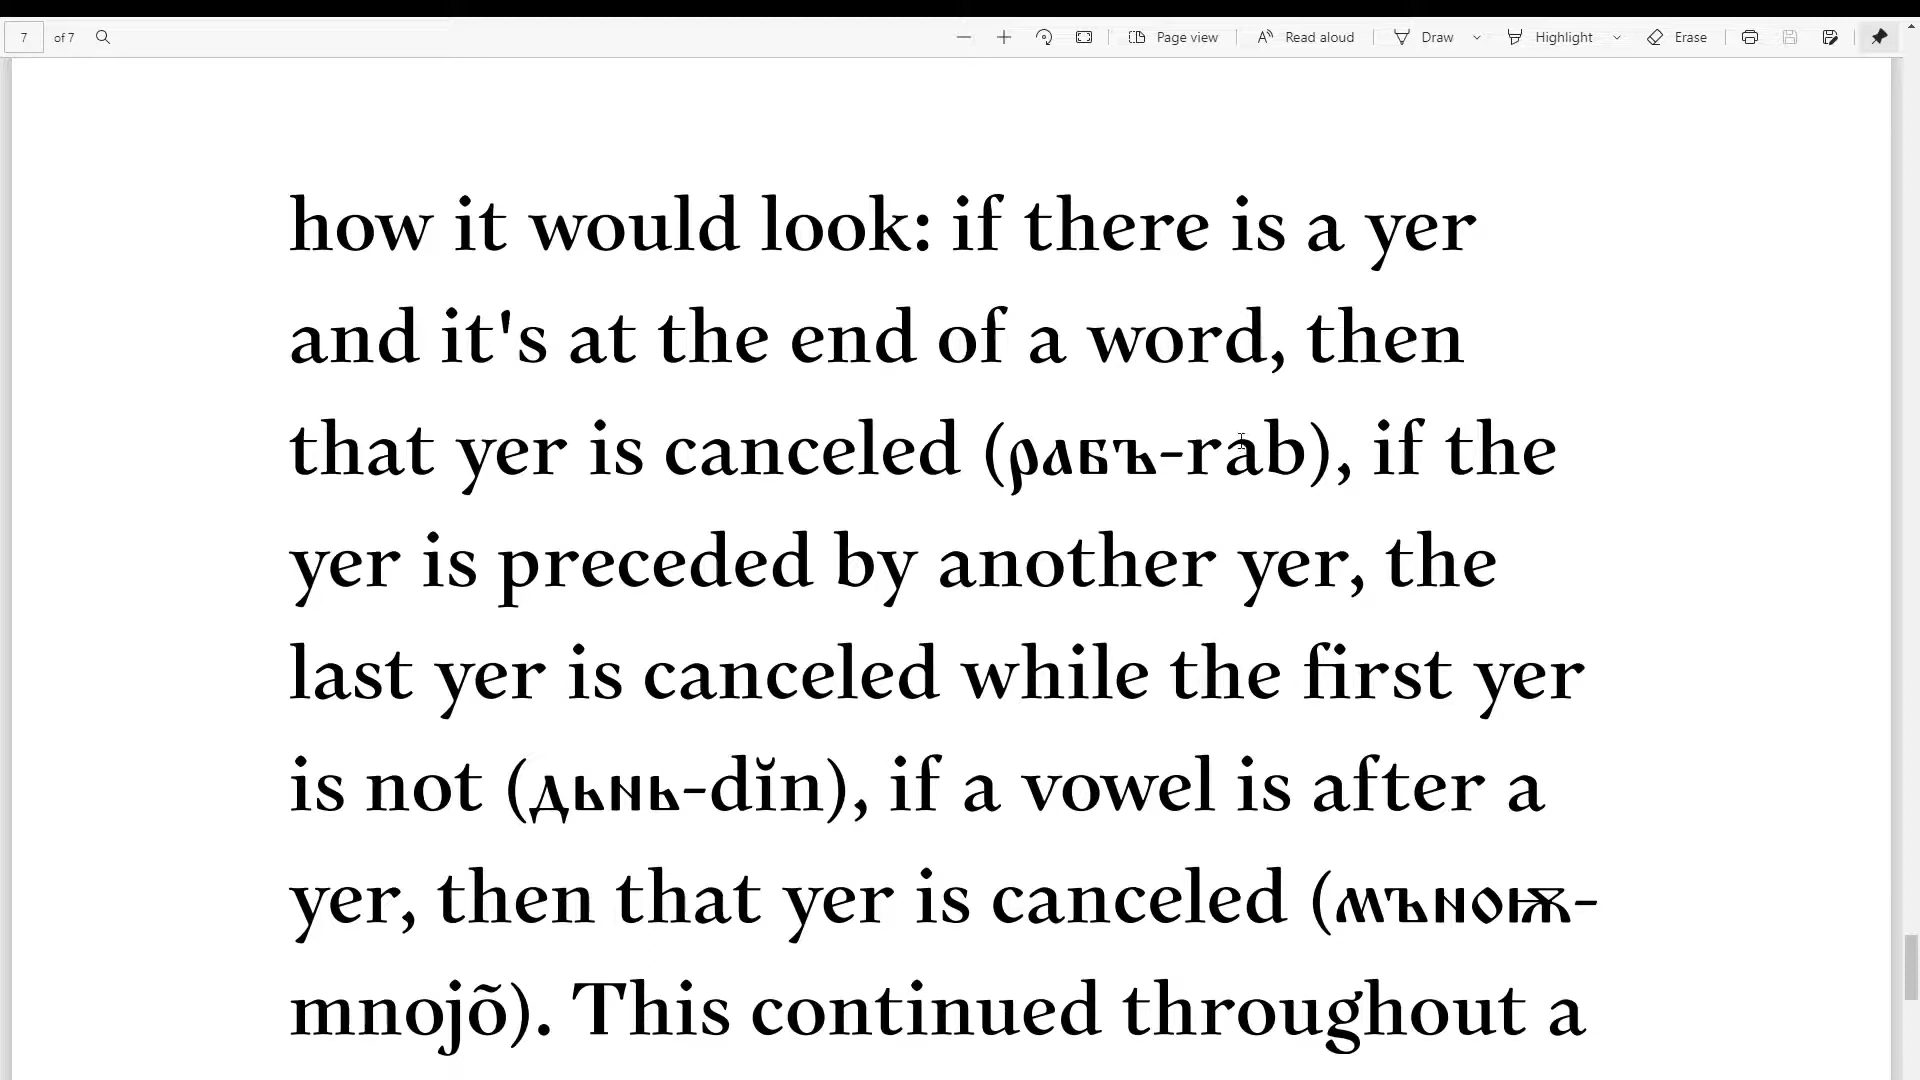 7 of 7 Page view Read aloud Draw Highlight Erase
how it would look: if there is a yer
and it's at the end of a word, then
that yer is canceled (рабъ-rab), if the
yer is preceded by another yer, the
last yer is canceled while the first yer
is not (дьнь-dĭn), if a vowel is after a
yer, then that yer is canceled (мъноѭ-
mnojõ). This continued throughout a